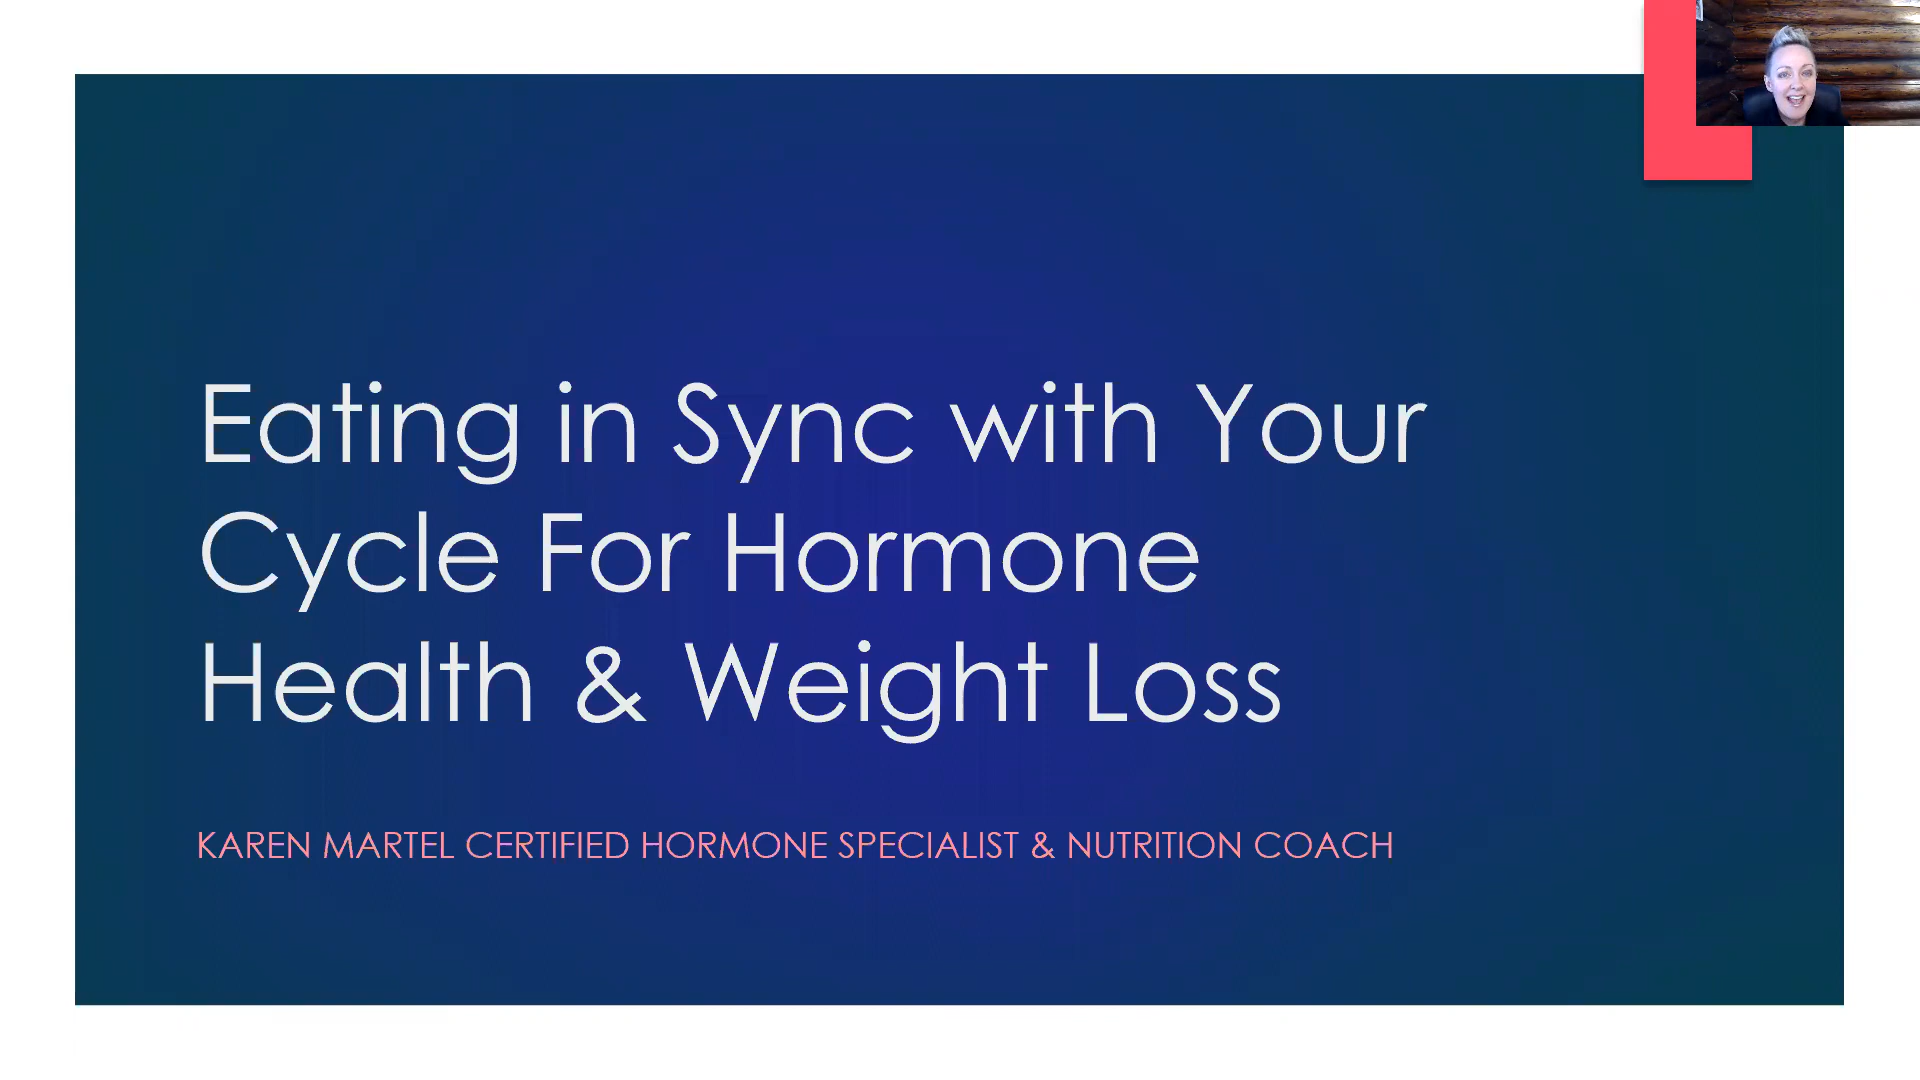 Eating in Sync with Your
Cycle For Hormone
Health & Weight Loss
KAREN MARTEL CERTIFIED HORMONE SPECIALIST & NUTRITION COACH